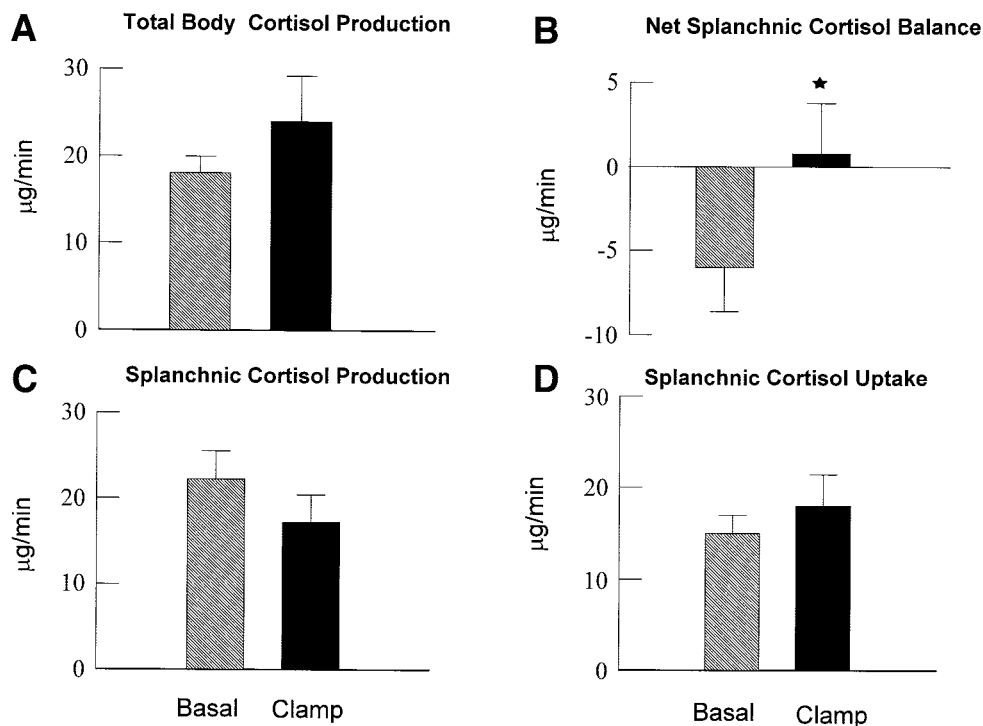 A
Total Body Cortisol Production
30
20
10
0
µg/min
B
Net Splanchnic Cortisol Balance
5
0
-5
-10
µg/min
★
C
Splanchnic Cortisol Production
30
20
10
0
µg/min
Basal Clamp
D
Splanchnic Cortisol Uptake
30
20
10
0
µg/min
Basal Clamp